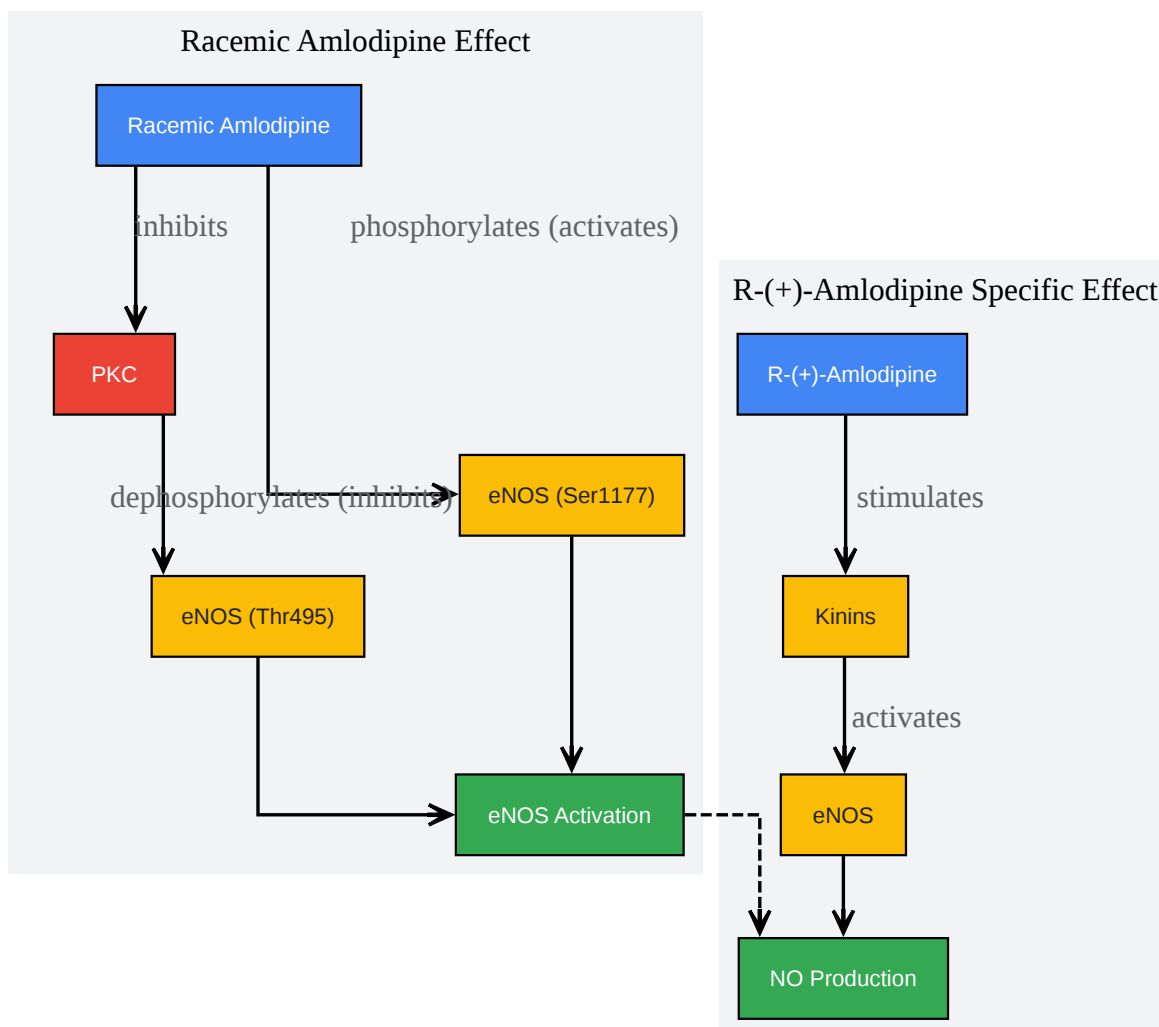 Racemic Amlodipine Effect
Racemic Amlodipine
inhibits
phosphorylates (activates)
R-(+)-Amlodipine Specific Effect
PKC
R-(+)-Amlodipine
dephosphorylates (inhibits)
eNOS (Ser1177)
stimulates
eNOS (Thr495)
Kinins
activates
eNOS Activation
eNOS
NO Production